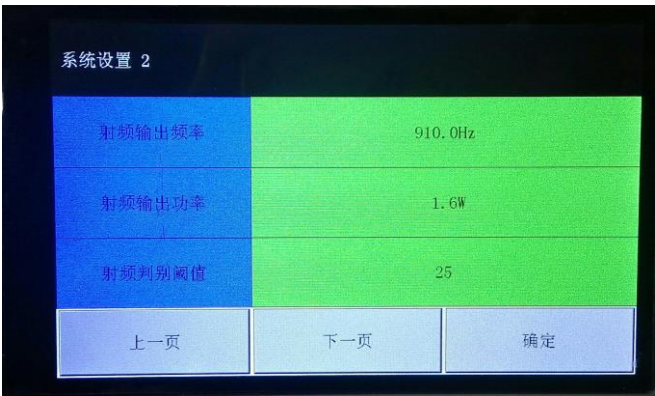 系统设置 2
射频输出频率 910.0Hz
射频输出功率 1.6W
射频判别阈值 25
上一页 下一页 确定